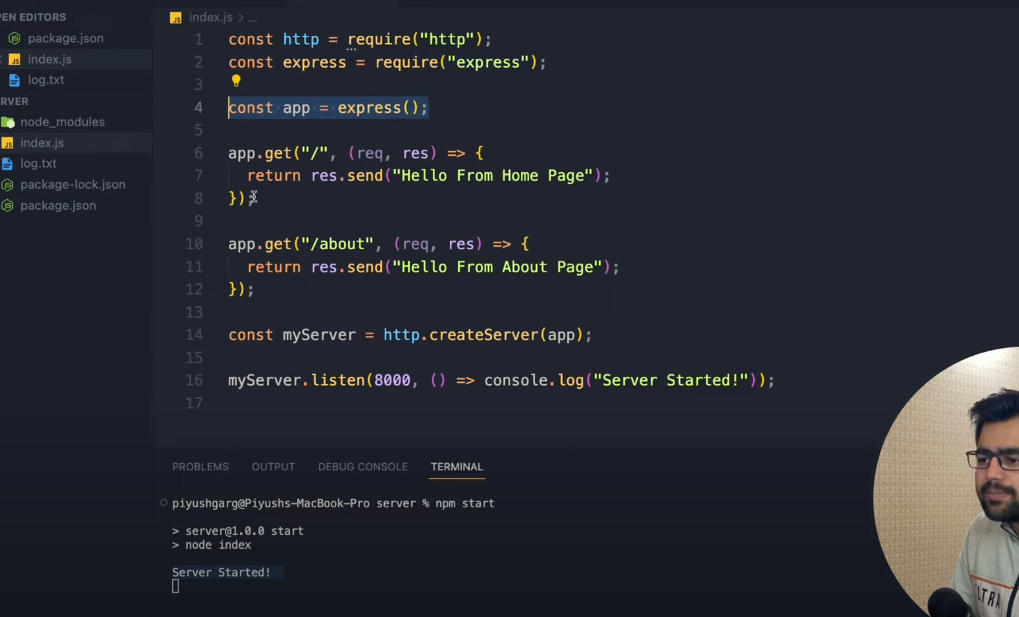 EN EDITORS
package.json
index.js
log.txt
RVER
node_modules
index.js
log.txt
package-lock.json
package.json
index.js > ...
1 const http = require("http");
2 const express = require("express");
3
4 const app = express();
5
6 app.get("/", (req, res) => {
7 return res.send("Hello From Home Page");
8 });
9
10 app.get("/about", (req, res) => {
11 return res.send("Hello From About Page");
12 });
13
14 const myServer = http.createServer(app);
15
16 myServer.listen(8000, () => console.log("Server Started!"));
17
PROBLEMS OUTPUT DEBUG CONSOLE TERMINAL
piyushgarg@Piyushs-MacBook-Pro server % npm start
> server@1.0.0 start
> node index
Server Started!
LTRA